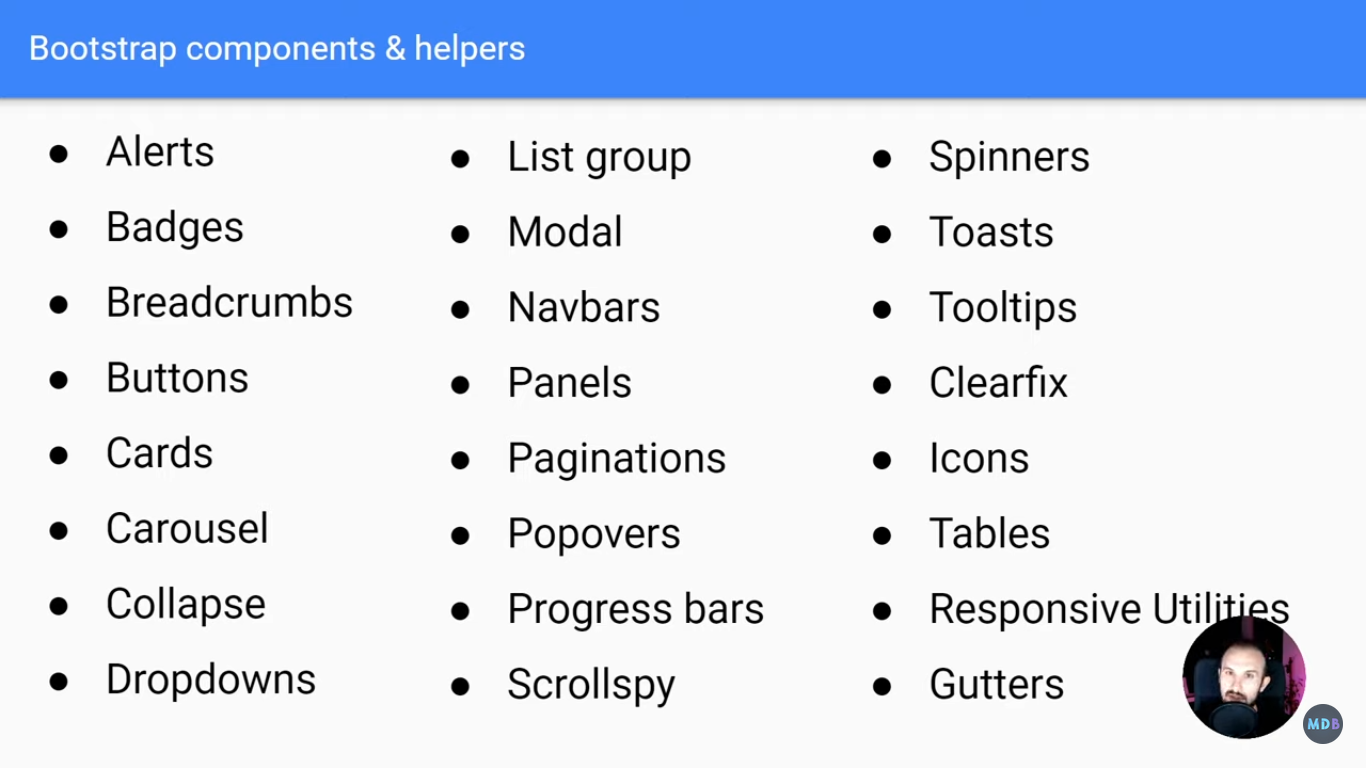 Bootstrap components & helpers
● Alerts
● Badges
● Breadcrumbs
● Buttons
● Cards
● Carousel
● Collapse
● Dropdowns
● List group
● Modal
● Navbars
● Panels
● Paginations
● Popovers
● Progress bars
● Scrollspy
● Spinners
● Toasts
● Tooltips
● Clearfix
● Icons
● Tables
● Responsive Utilities
● Gutters
MDB